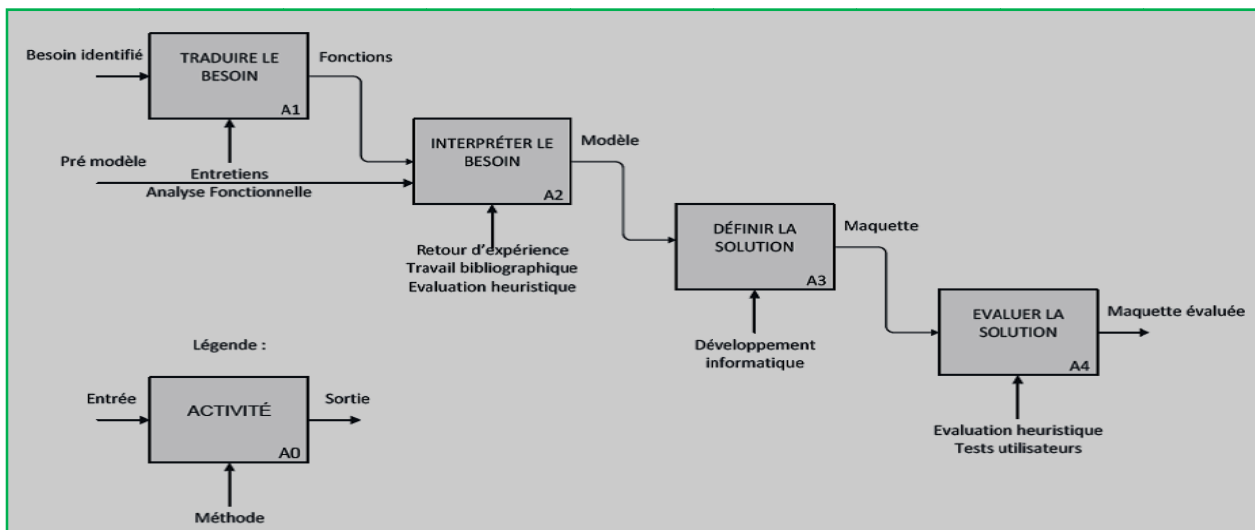 Besoin identifié
TRADUIRE LE
BESOIN
A1
Fonctions
Entretiens
Analyse Fonctionnelle
Pré modèle
INTERPRÉTER LE
BESOIN
A2
Modèle
Retour d'expérience
Travail bibliographique
Evaluation heuristique
DÉFINIR LA
SOLUTION
A3
Maquette
Développement
informatique
EVALUER LA
SOLUTION
A4
Maquette évaluée
Evaluation heuristique
Tests utilisateurs
Légende :
Entrée
ACTIVITÉ
A0
Sortie
Méthode